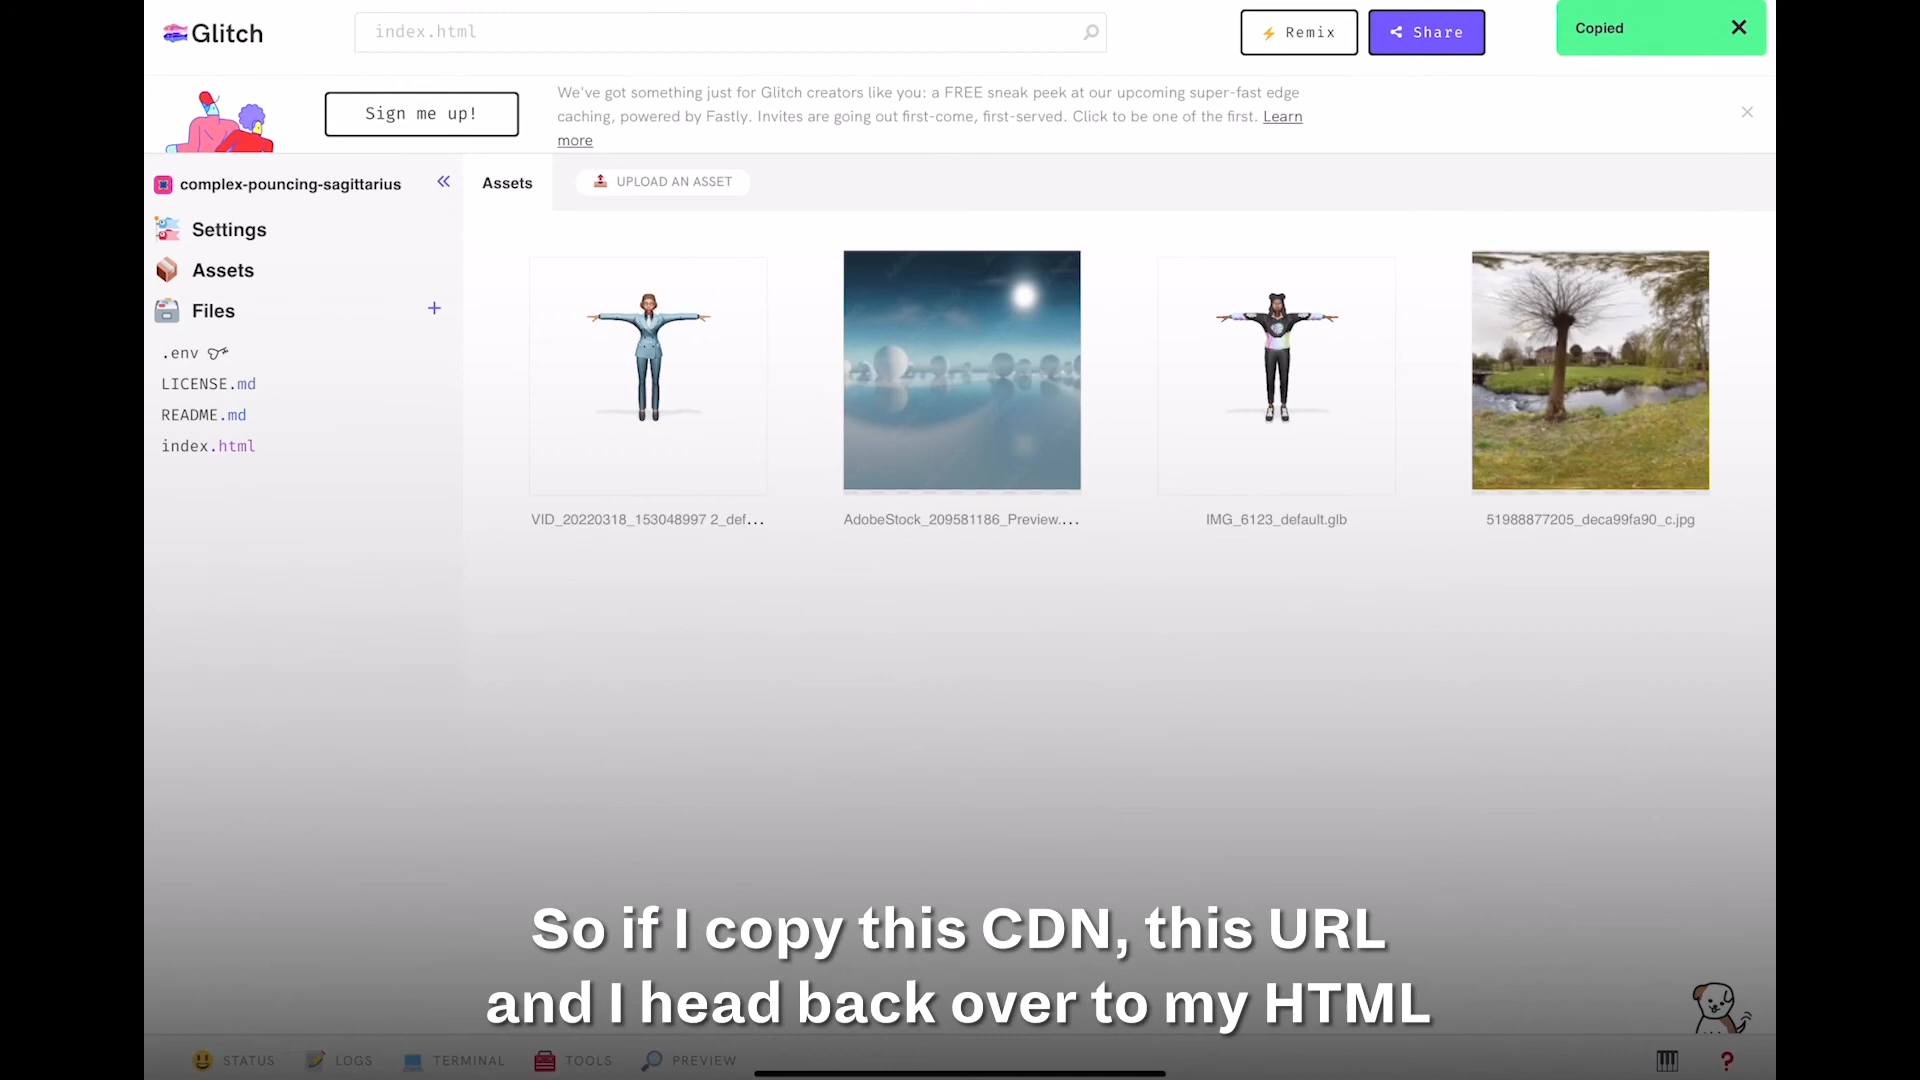 Glitch
index.html
Remix
Share
Copied
Sign me up!
We've got something just for Glitch creators like you: a FREE sneak peek at our upcoming super-fast edge
caching, powered by Fastly. Invites are going out first-come, first-served. Click to be one of the first. Learn
more
complex-pouncing-sagittarius
Assets
UPLOAD AN ASSET
Settings
Assets
Files
.env
LICENSE.md
README.md
index.html
VID_20220318_153048997 2_def...
AdobeStock_209581186_Preview....
IMG_6123_default.glb
51988877205_deca99fa90_c.jpg
So if I copy this CDN, this URL
and I head back over to my HTML
STATUS
LOGS
TERMINAL
TOOLS
PREVIEW
?